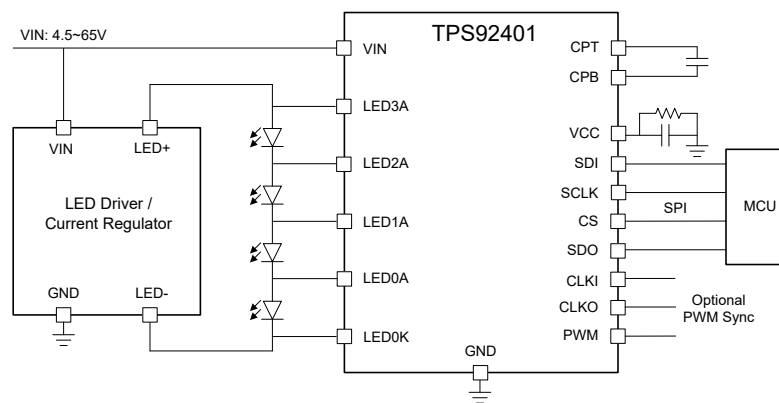 VIN: 4.5~65V
TPS92401
VIN
LED3A
LED2A
LED1A
LED0A
LED0K
GND
CPT
CPB
VCC
SDI
SCLK
CS
SDO
CLKI
CLKO
PWM
VIN
LED+
LED Driver /
Current Regulator
GND
LED-
SPI
MCU
Optional
PWM Sync